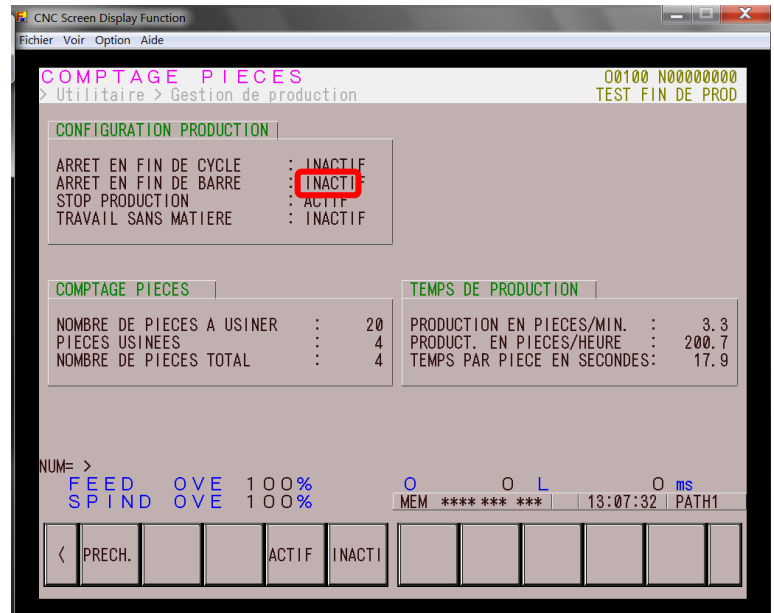 CNC Screen Display Function
Fichier Voir Option Aide
COMPTAGE PIECES
O0100 N00000000
> Utilitaire > Gestion de production
TEST FIN DE PROD
CONFIGURATION PRODUCTION
ARRET EN FIN DE CYCLE : INACTIF
ARRET EN FIN DE BARRE : INACTIF
STOP PRODUCTION : ACTIF
TRAVAIL SANS MATIERE : INACTIF
COMPTAGE PIECES
NOMBRE DE PIECES A USINER : 20
PIECES USINEES : 4
NOMBRE DE PIECES TOTAL : 4
TEMPS DE PRODUCTION
PRODUCTION EN PIECES/MIN. : 3.3
PRODUCT. EN PIECES/HEURE : 200.7
TEMPS PAR PIECE EN SECONDES: 17.9
NUM= >
FEED OVE 100% O 0 L 0 ms
SPIND OVE 100% MEM **** *** *** 13:07:32 PATH1
< PRECH. ACTIF INACTI